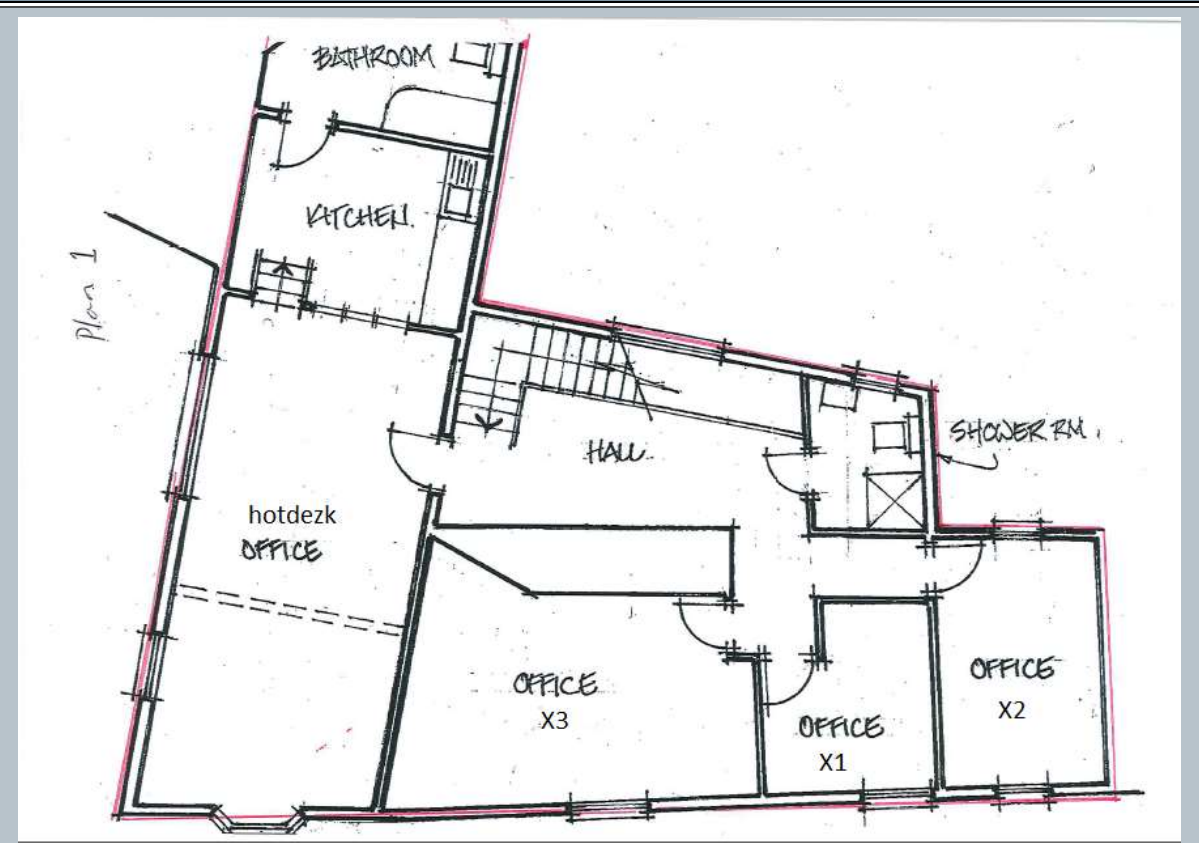 BATHROOM
KITCHEN.
Plan 1
HALL.
SHOWER RM.
hotdezk
OFFICE
OFFICE
X3
OFFICE
X1
OFFICE
X2